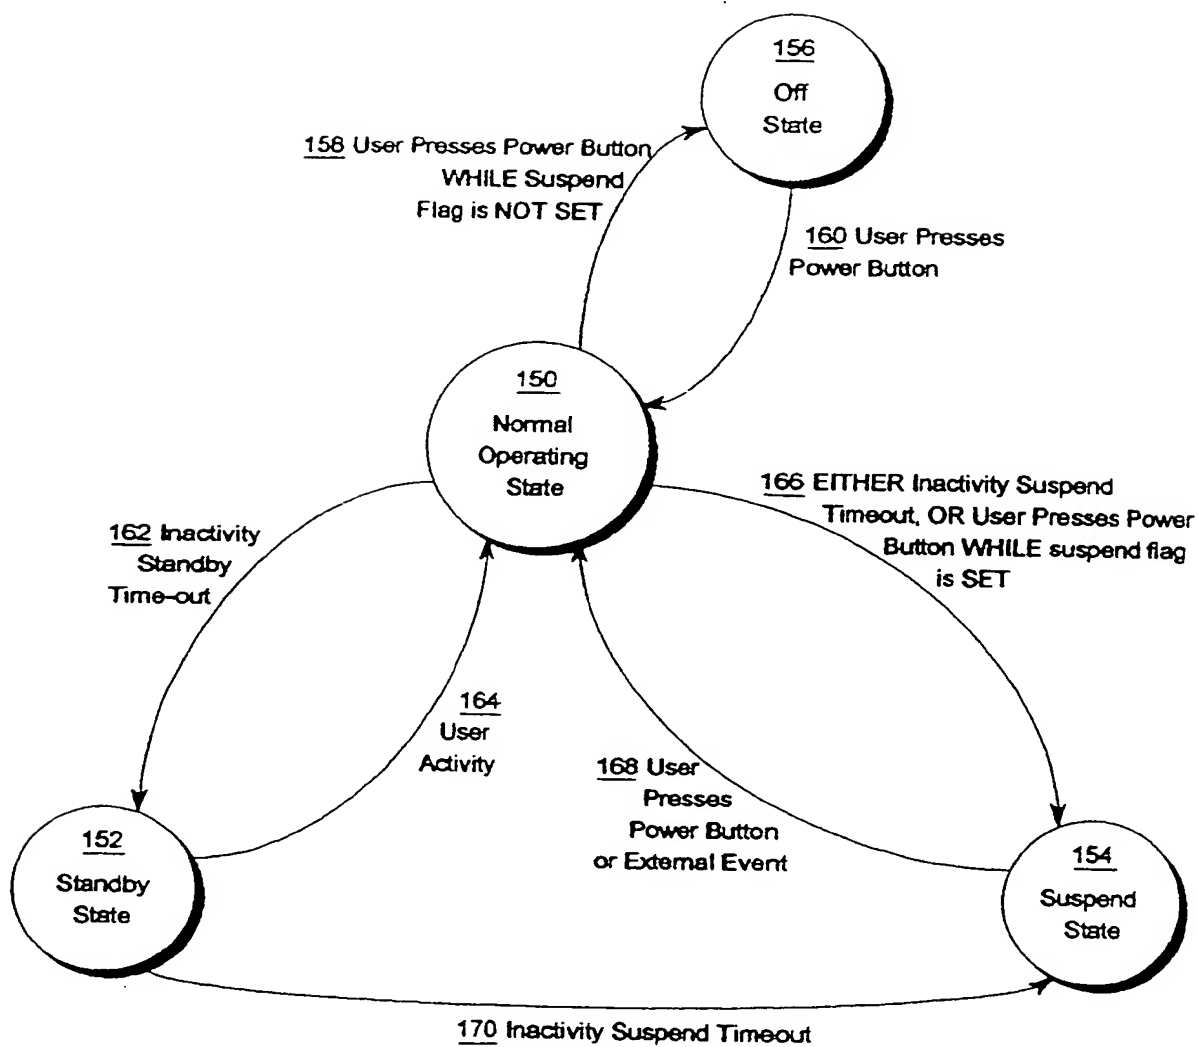 156
Off
State
158 User Presses Power Button
WHILE Suspend
Flag is NOT SET
160 User Presses
Power Button
150
Normal
Operating
State
166 EITHER Inactivity Suspend
Timeout, OR User Presses Power
Button WHILE suspend flag
is SET
162 Inactivity
Standby
Time-out
164
User
Activity
168 User
Presses
Power Button
or External Event
152
Standby
State
154
Suspend
State
170 Inactivity Suspend Timeout